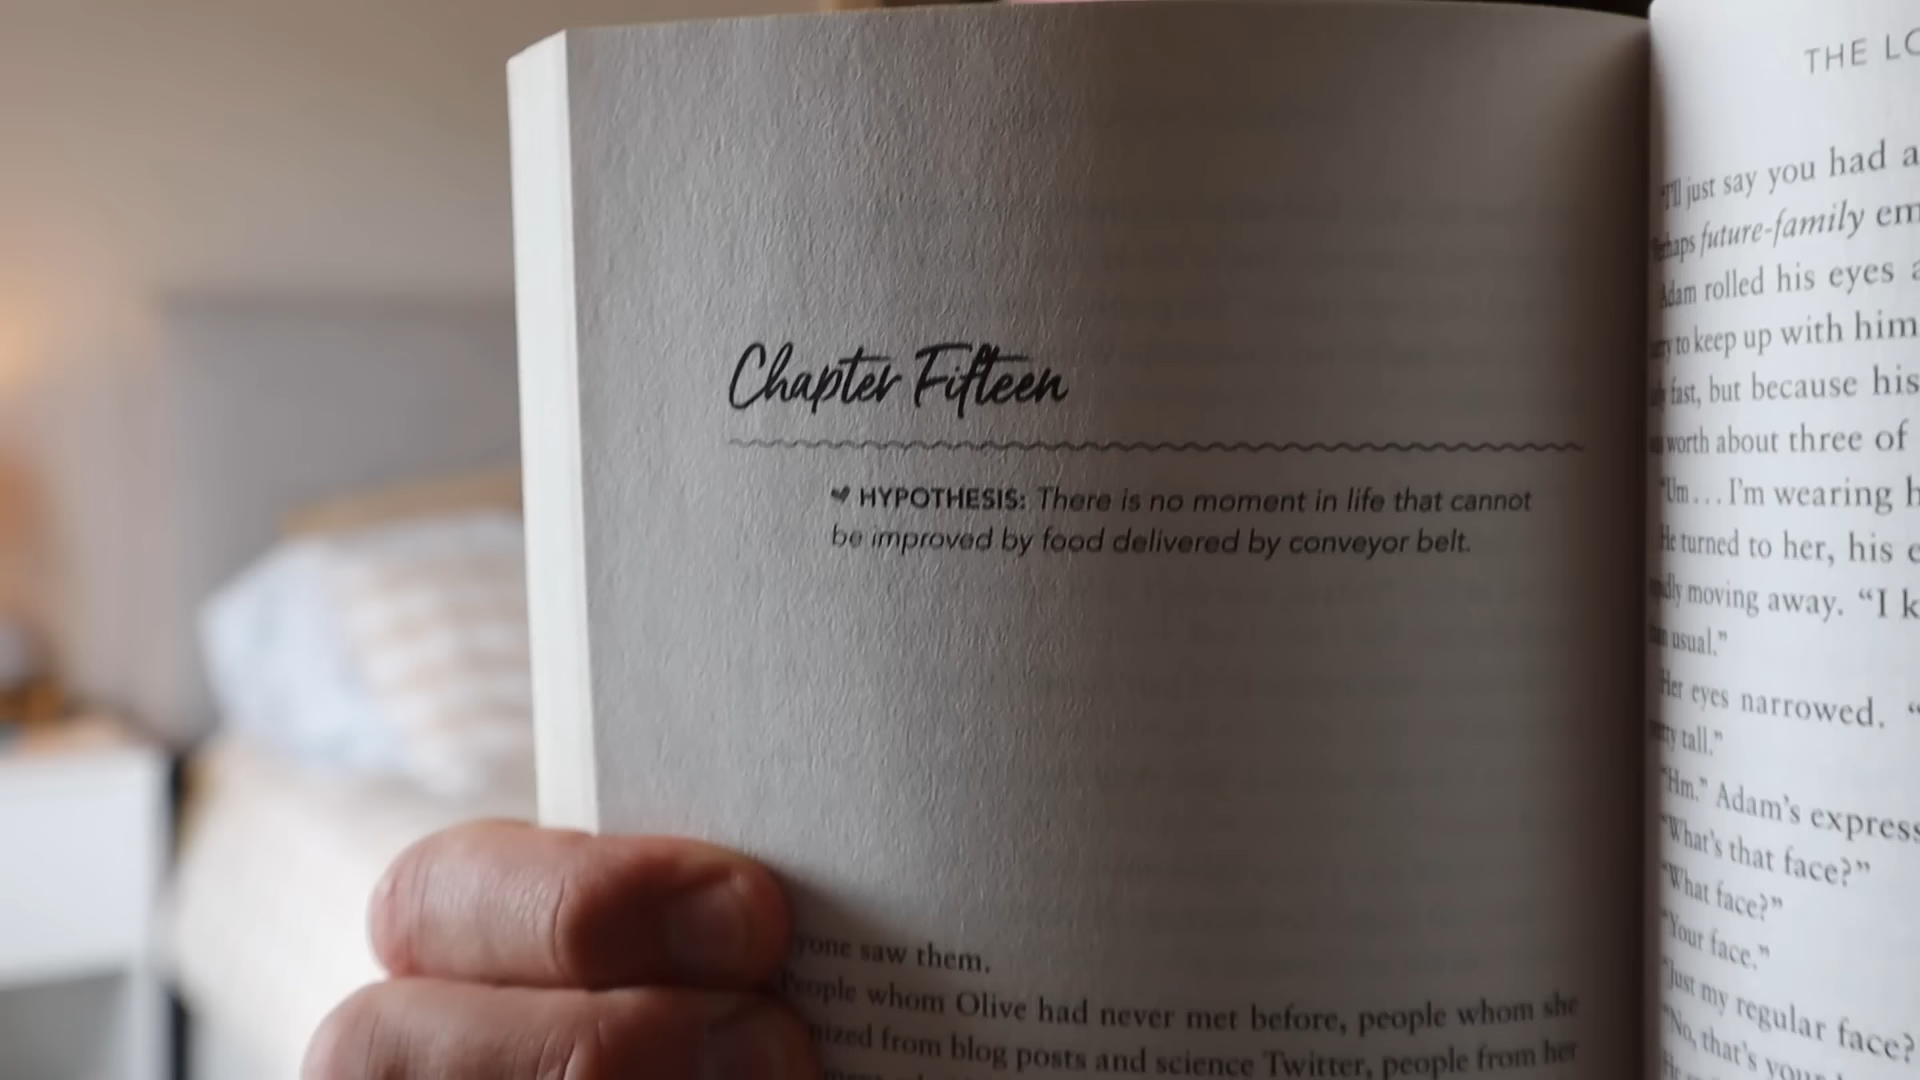 Chapter Fifteen
HYPOTHESIS: There is no moment in life that cannot
be improved by food delivered by conveyor belt.
saw them.
People whom Olive had never met before, people whom she
from blog posts and science Twitter, people from her
THE
"I'll just say you had
future-family
Adam rolled his eyes
to keep up with him
fast, but because his
worth about three of
"Um... I'm wearing
He turned to her, his
moving away. "I
usual."
Her eyes narrowed. "
tall."
"Hm." Adam's
"What's that face?"
"What face?"
"Your face."
"Just my regular face?
"No, that's